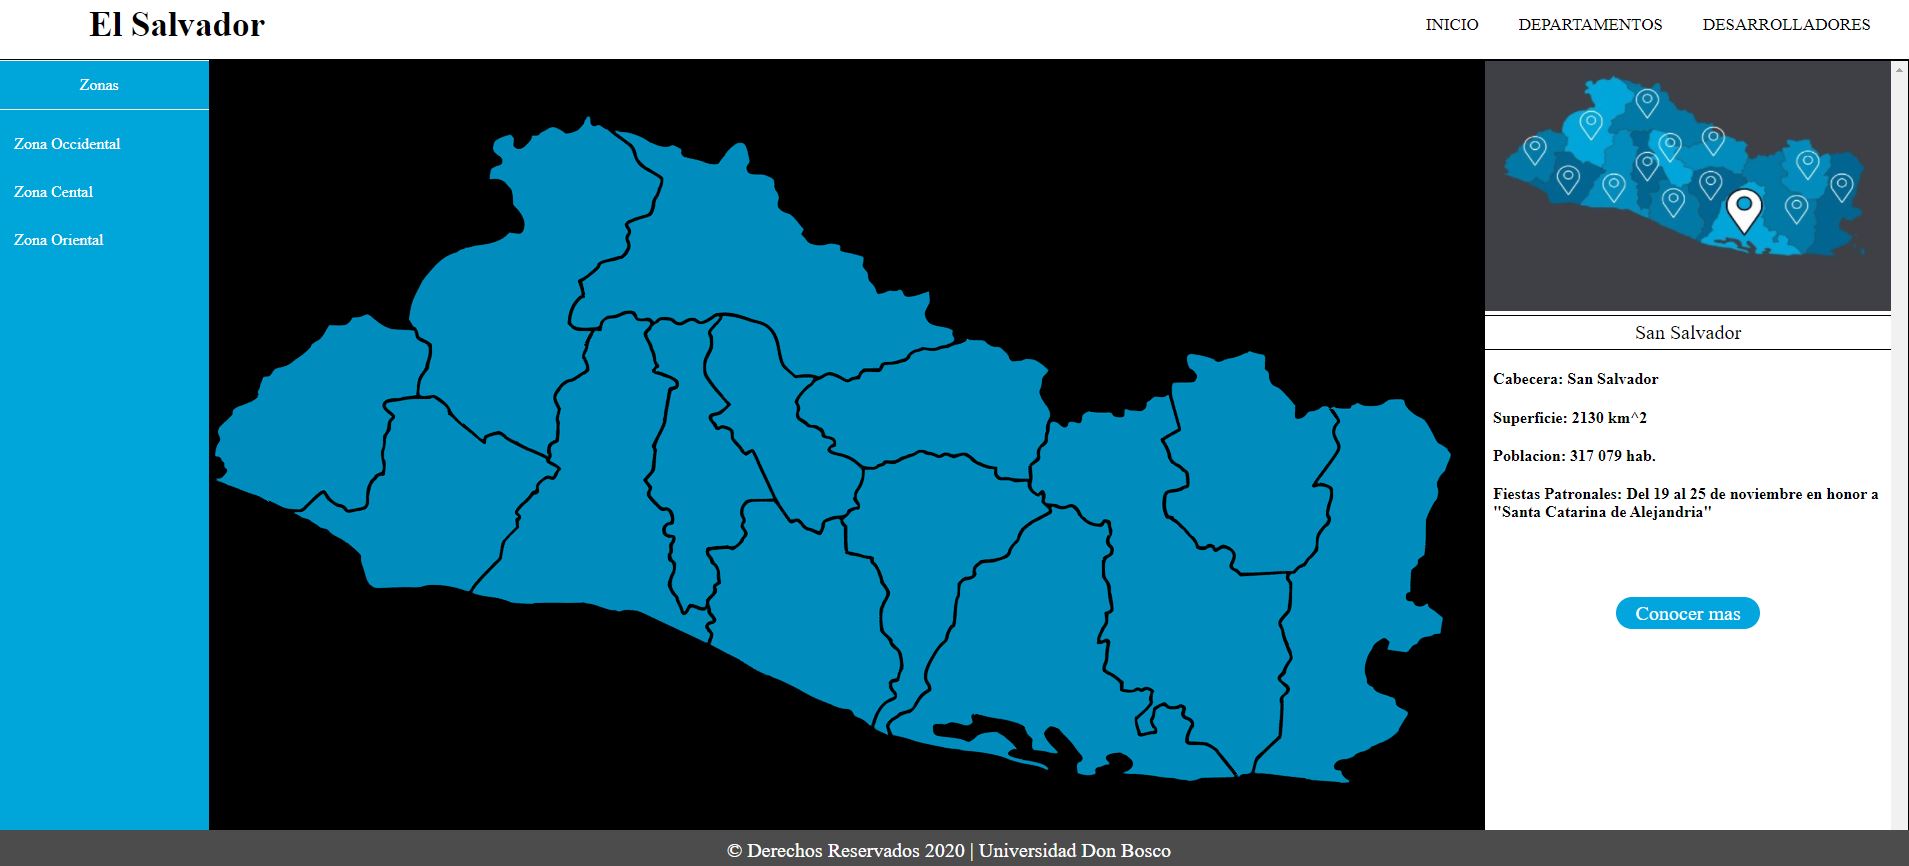 El Salvador
INICIO DEPARTAMENTOS DESARROLLADORES
Zonas
Zona Occidental
Zona Cental
Zona Oriental
San Salvador
Cabecera: San Salvador
Superficie: 2130 km^2
Poblacion: 317 079 hab.
Fiestas Patronales: Del 19 al 25 de noviembre en honor a
"Santa Catarina de Alejandria"
Conocer mas
© Derechos Reservados 2020 | Universidad Don Bosco